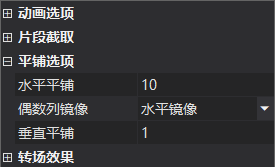 动画选项
片段截取
平铺选项
水平平铺 10
偶数列镜像 水平镜像
垂直平铺 1
转场效果